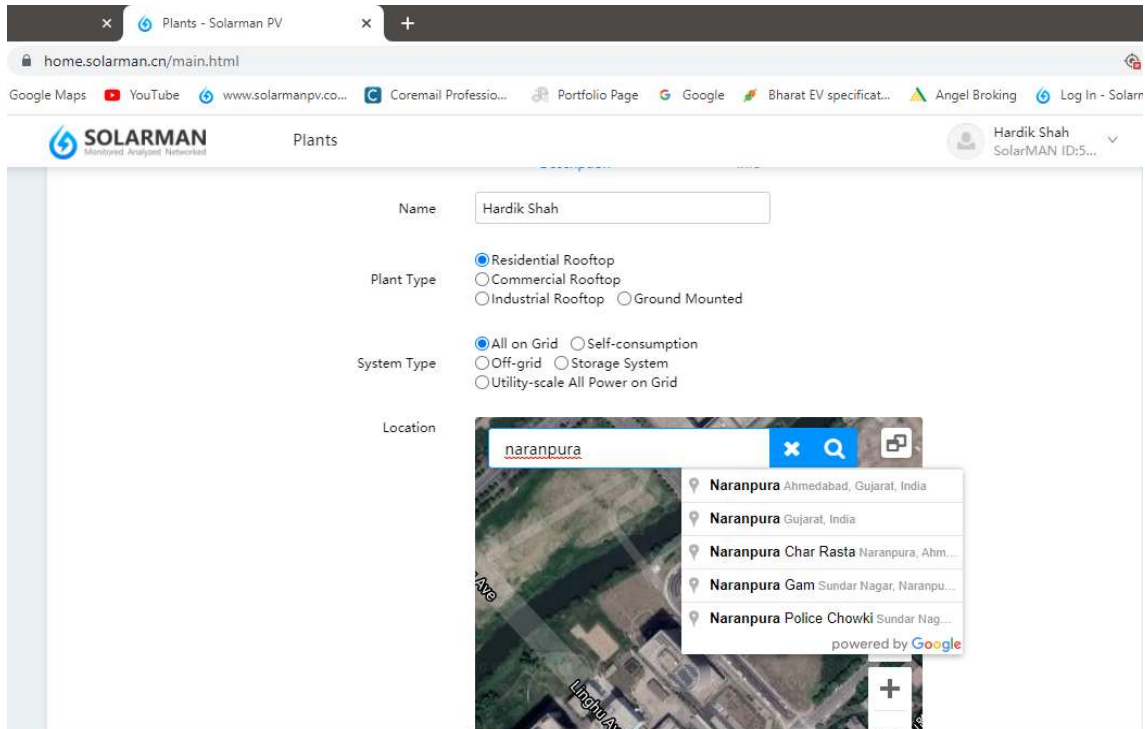 Plants - Solarman PV
home.solarman.cn/main.html
Google Maps YouTube www.solarmanpv.co... Coremail Professio... Portfolio Page Google Bharat EV specificat... Angel Broking Log In - Solarm
SOLARMAN Plants Hardik Shah
Monitored Analyzed Networked SolarMAN ID:5...
Name Hardik Shah
Residential Rooftop
Plant Type Commercial Rooftop
Industrial Rooftop Ground Mounted
All on Grid Self-consumption
System Type Off-grid Storage System
Utility-scale All Power on Grid
Location
naranpura
Naranpura Ahmedabad, Gujarat, India
Naranpura Gujarat, India
Naranpura Char Rasta Naranpura, Ahm...
Naranpura Gam Sundar Nagar, Naranpu...
Naranpura Police Chowki Sundar Nag...
powered by Google
Ave
Linghu Av